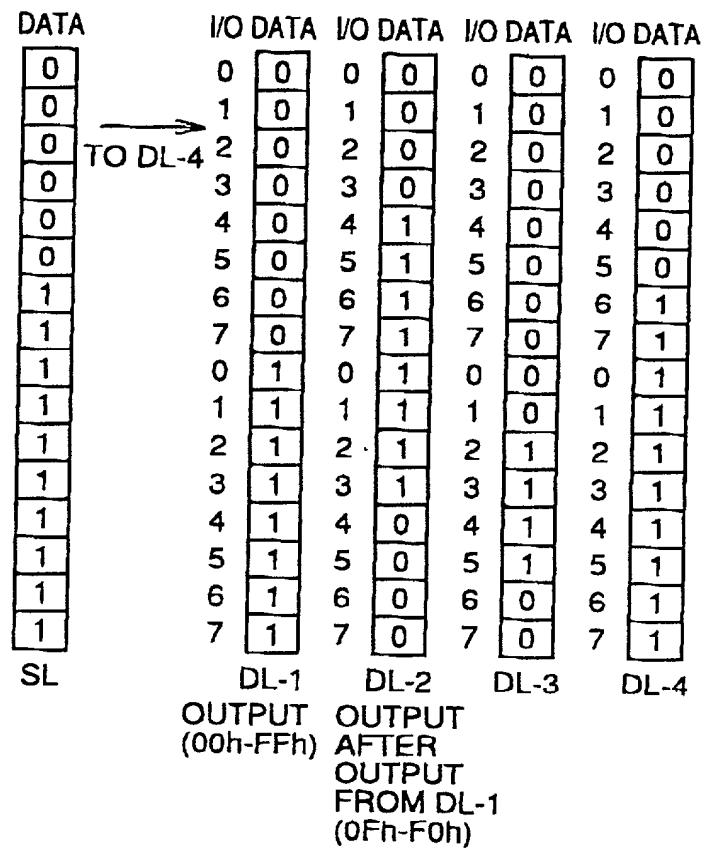 DATA I/O DATA I/O DATA I/O DATA I/O DATA
0 0 0 0 0 0 0 0 0
0 1 0 1 0 1 0 1 0
TO DL-4
0 2 0 2 0 2 0 2 0
0 3 0 3 0 3 0 3 0
0 4 0 4 1 4 0 4 0
0 5 0 5 1 5 0 5 0
1 6 0 6 1 6 0 6 1
1 7 0 7 1 7 0 7 1
1 0 1 0 1 0 0 0 1
1 1 1 1 1 1 0 1 1
1 2 1 2 1 2 1 2 1
1 3 1 3 1 3 1 3 1
1 4 1 4 0 4 1 4 1
1 5 1 5 0 5 1 5 1
1 6 1 6 0 6 0 6 1
1 7 1 7 0 7 0 7 1
SL DL-1 DL-2 DL-3 DL-4
OUTPUT
(00h-FFh)
OUTPUT
AFTER
OUTPUT
FROM DL-1
(0Fh-F0h)